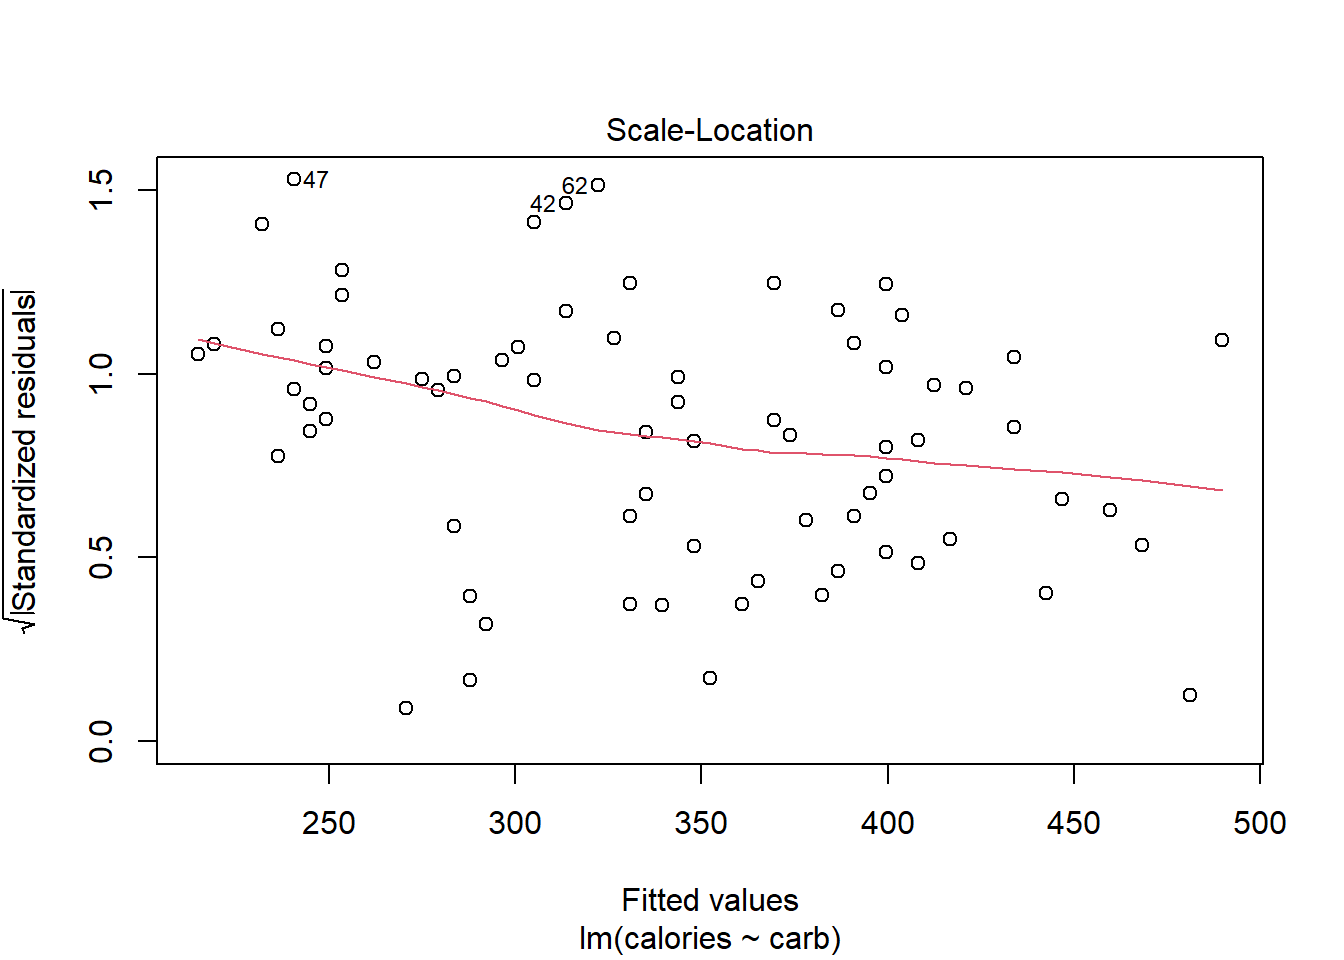 Scale-Location
√|Standardized residuals|
1.5
1.0
0.5
0.0
47
62
42
250 300 350 400 450 500
Fitted values
lm(calories ~ carb)